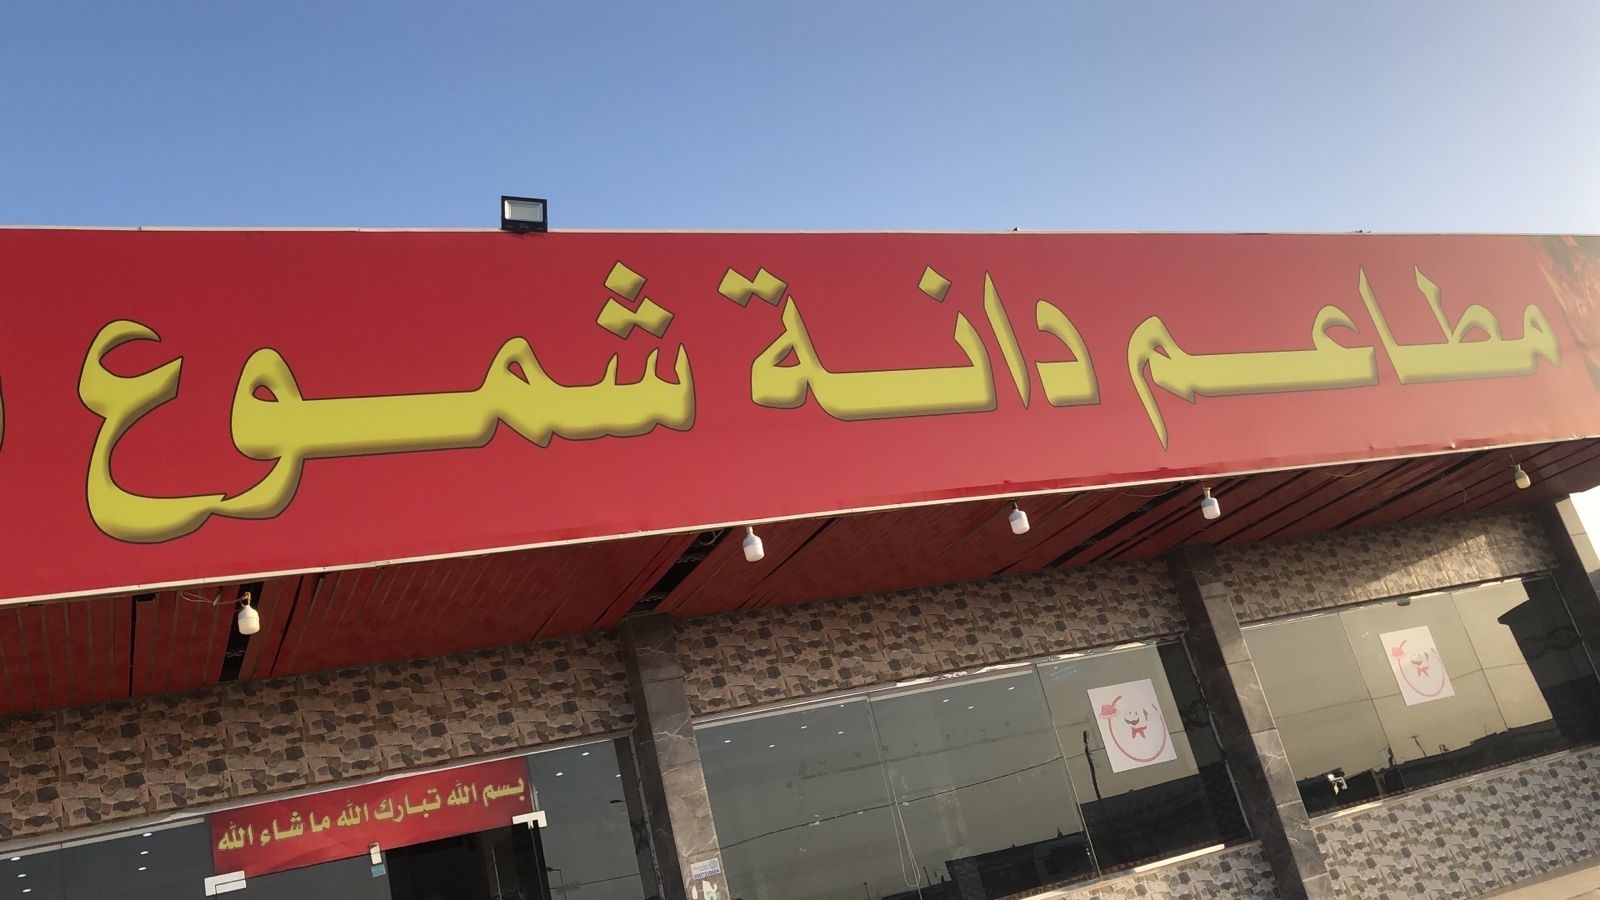 مطاعم دانة شموع
بسم الله تبارك الله ما شاء الله